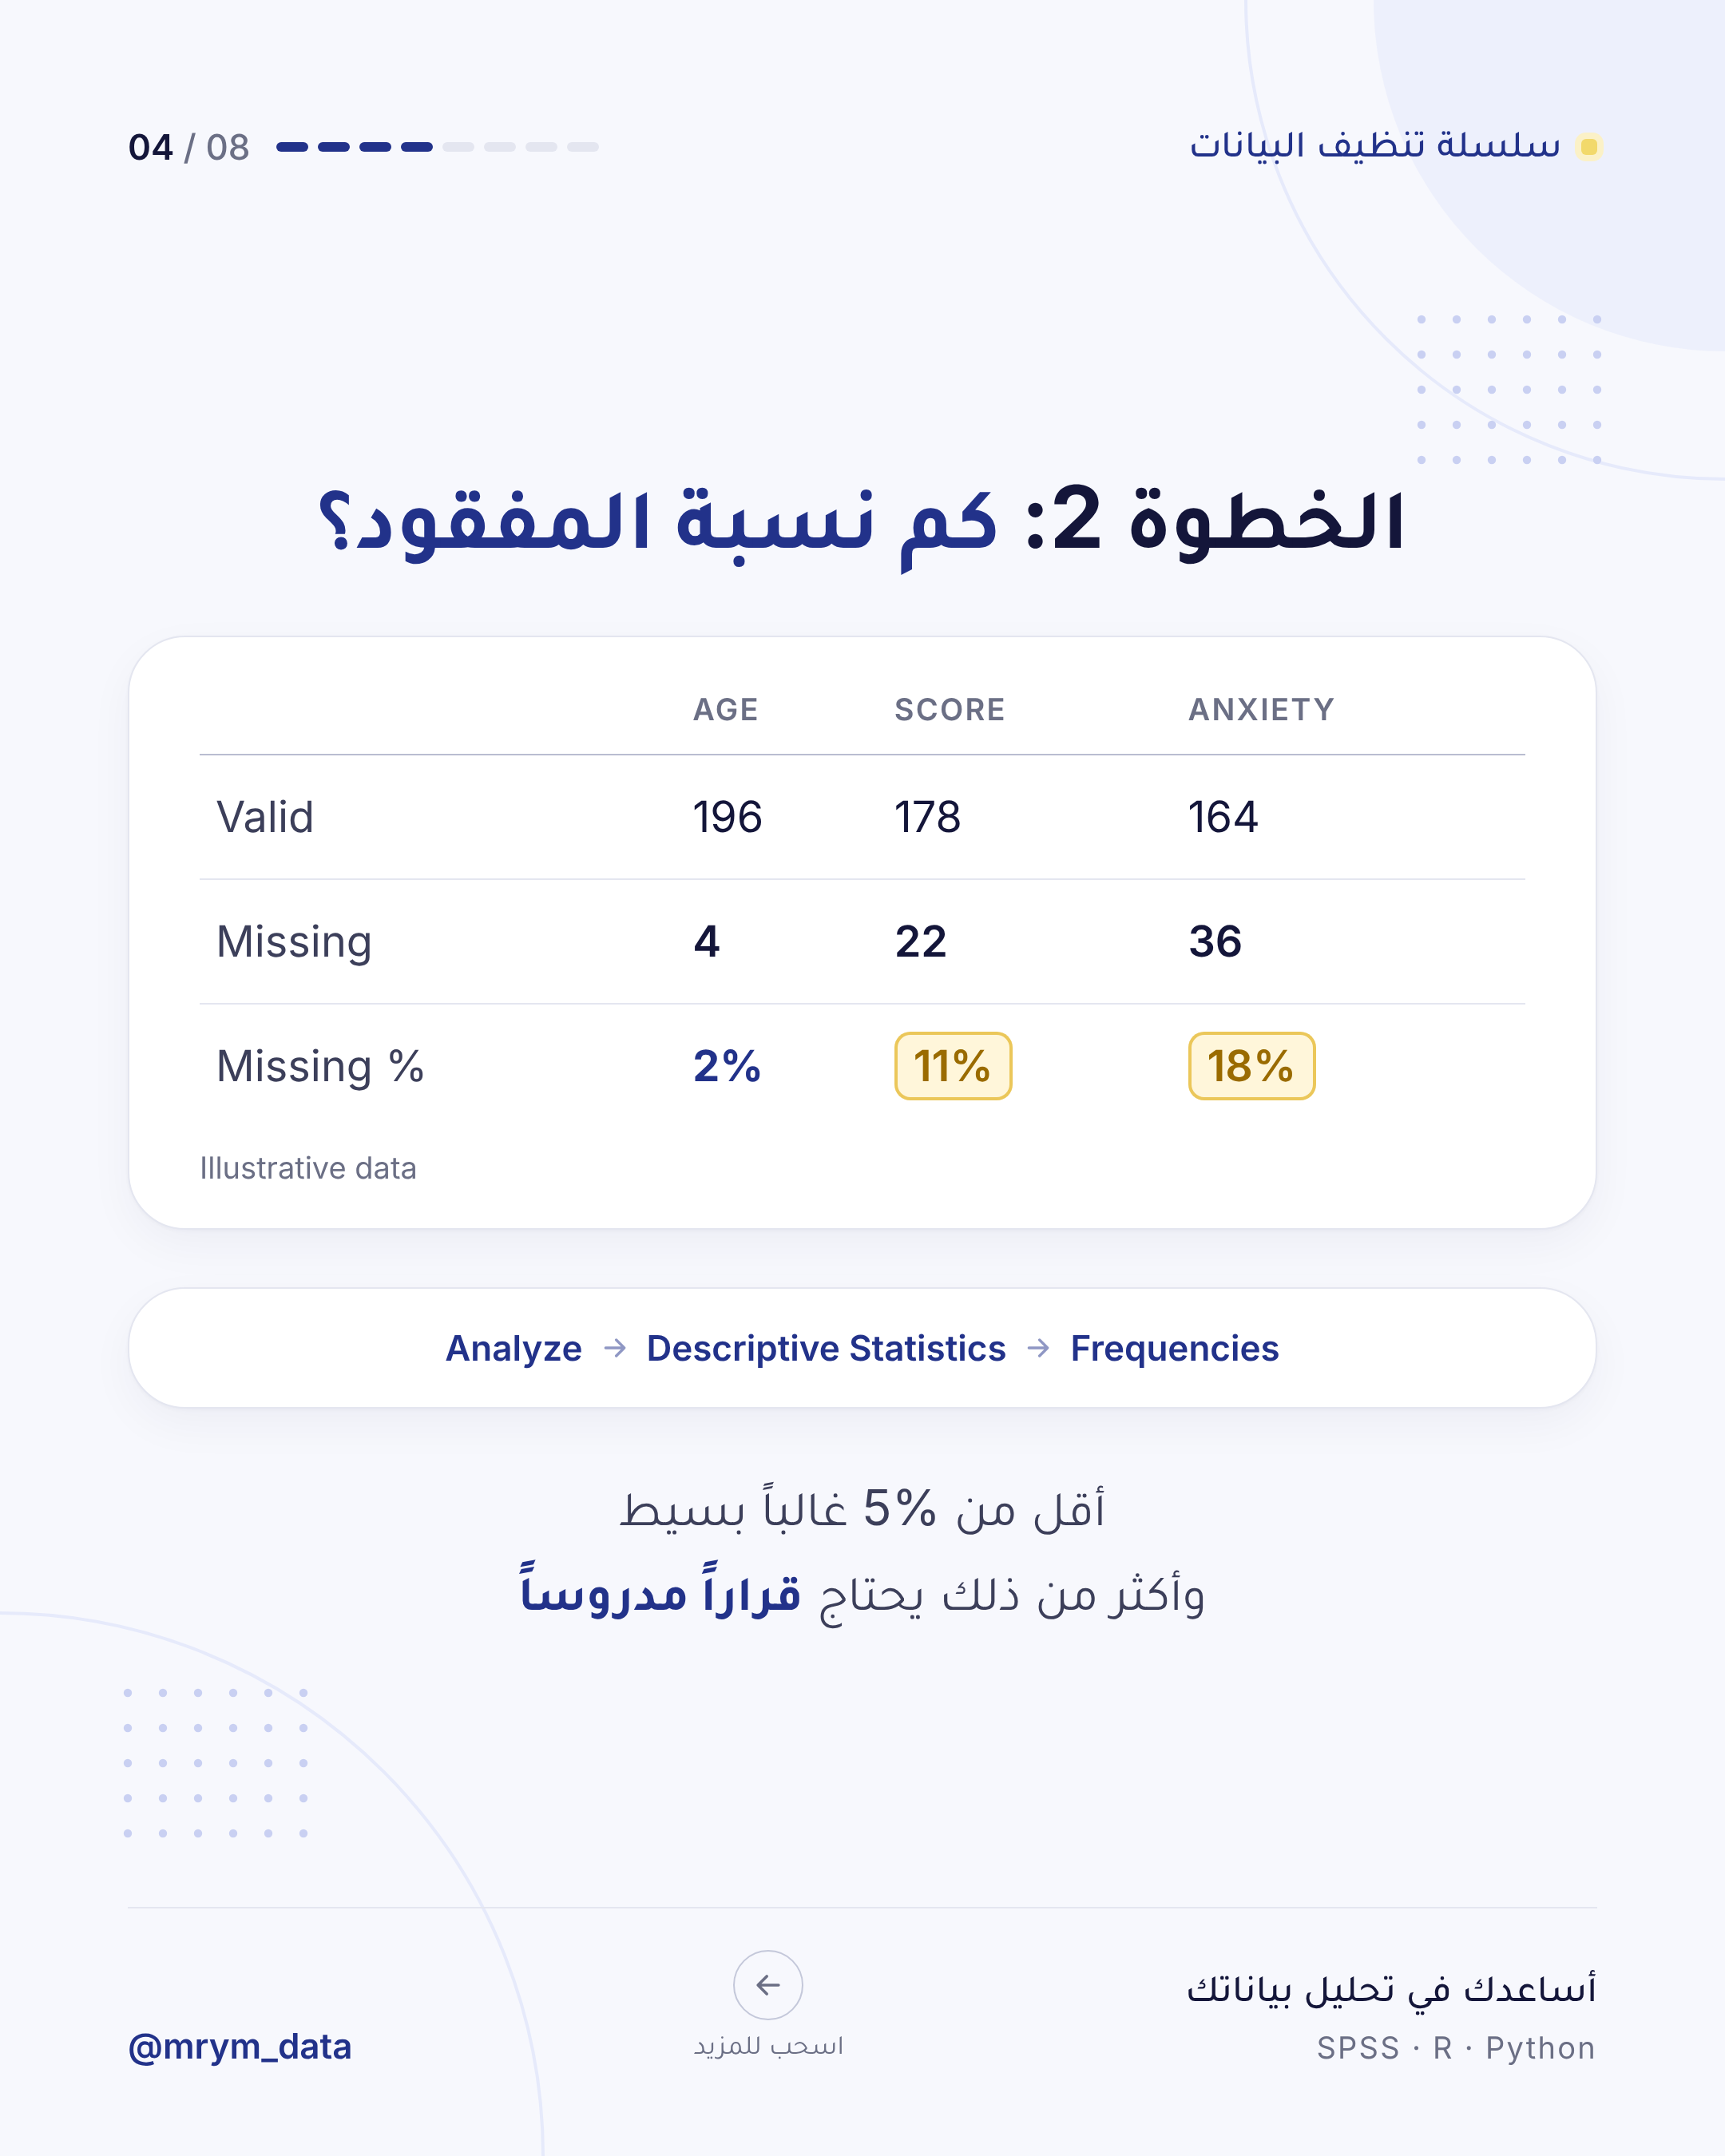 سلسلة تنظيف البيانات
04 / 08
الخطوة 2: كم نسبة المفقود؟
AGE SCORE ANXIETY
Valid 196 178 164
Missing 4 22 36
Missing % 2% 11% 18%
Illustrative data
Analyze → Descriptive Statistics → Frequencies
أقل من 5% غالباً بسيط
وأكثر من ذلك يحتاج قراراً مدروساً
أساعدك في تحليل بياناتك
SPSS · R · Python
اسحب للمزيد
@mrym_data